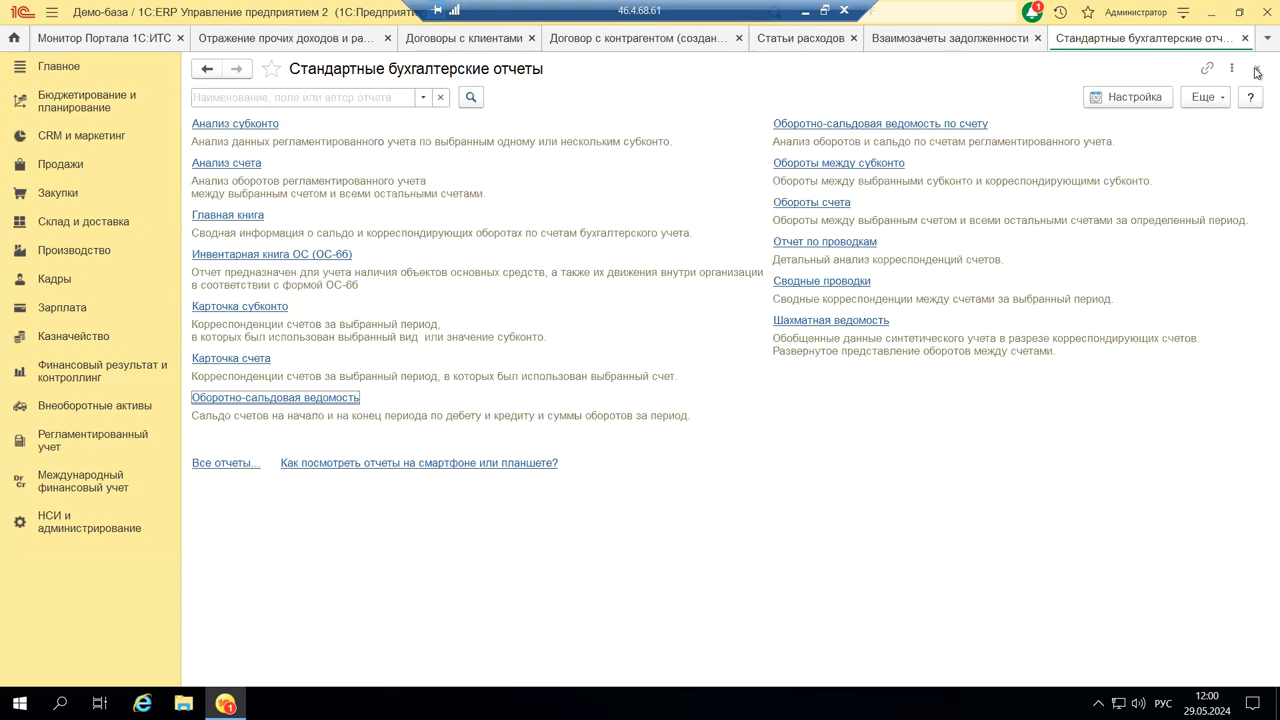 Демо-база / 1С:ERP Управление предприятием 2 (1С:Предприяти
46.4.68.61
1
Администратор
Монитор Портала 1С:ИТС
Отражение прочих доходов и ра...
Договоры с клиентами
Договор с контрагентом (создан...
Статьи расходов
Взаимозачеты задолженности
Стандартные бухгалтерские отч...
Главное
Бюджетирование и
планирование
CRM и маркетинг
Продажи
Закупки
Склад и доставка
Производство
Кадры
Зарплата
Казначейство
Финансовый результат и
контроллинг
Внеоборотные активы
Регламентированный
учет
Dr
Cr
Международный
финансовый учет
НСИ и
администрирование
Стандартные бухгалтерские отчеты
Наименование, поле или автор отчета
Настройка
Еще
?
Анализ субконто
Анализ данных регламентированного учета по выбранным одному или нескольким субконто.
Анализ счета
Анализ оборотов регламентированного учета
между выбранным счетом и всеми остальными счетами.
Главная книга
Сводная информация о сальдо и корреспондирующих оборотах по счетам бухгалтерского учета.
Инвентарная книга ОС (ОС-6б)
Отчет предназначен для учета наличия объектов основных средств, а также их движения внутри организации
в соответствии с формой ОС-6б
Карточка субконто
Корреспонденции счетов за выбранный период,
в которых был использован выбранный вид или значение субконто.
Карточка счета
Корреспонденции счетов за выбранный период, в которых был использован выбранный счет.
Оборотно-сальдовая ведомость
Сальдо счетов на начало и на конец периода по дебету и кредиту и суммы оборотов за период.
Оборотно-сальдовая ведомость по счету
Анализ оборотов и сальдо по счетам регламентированного учета.
Обороты между субконто
Обороты между выбранными субконто и корреспондирующими субконто.
Обороты счета
Обороты между выбранным счетом и всеми остальными счетами за определенный период.
Отчет по проводкам
Детальный анализ корреспонденций счетов.
Сводные проводки
Сводные корреспонденции между счетами за выбранный период.
Шахматная ведомость
Обобщенные данные синтетического учета в разрезе корреспондирующих счетов.
Развернутое представление оборотов между счетами.
Все отчеты...
Как посмотреть отчеты на смартфоне или планшете?
1
РУС
12:00
29.05.2024